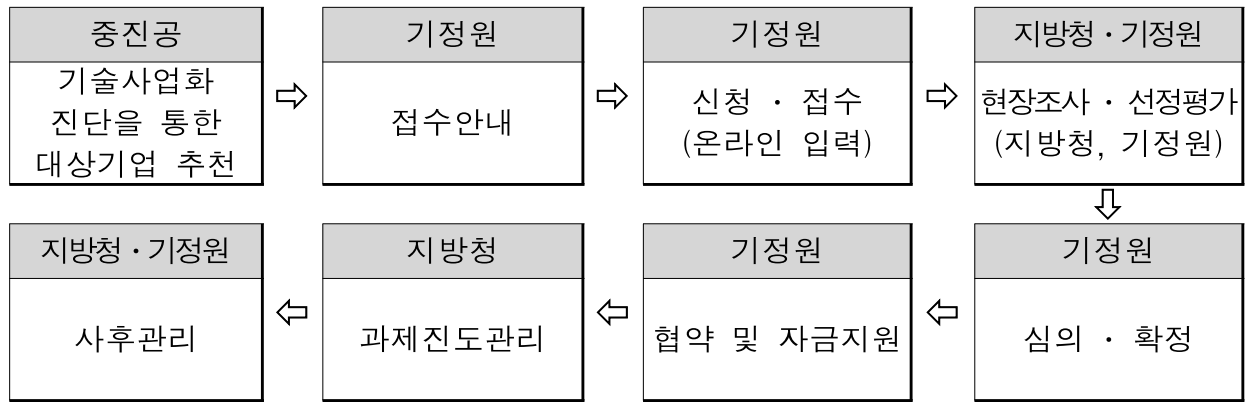 중진공
기술사업화
진단을 통한
대상기업 추천
기정원
접수안내
기정원
신청 · 접수
(온라인 입력)
지방청·기정원
현장조사 · 선정평가
(지방청, 기정원)
기정원
심의 · 확정
기정원
협약 및 자금지원
지방청
과제진도관리
지방청·기정원
사후관리